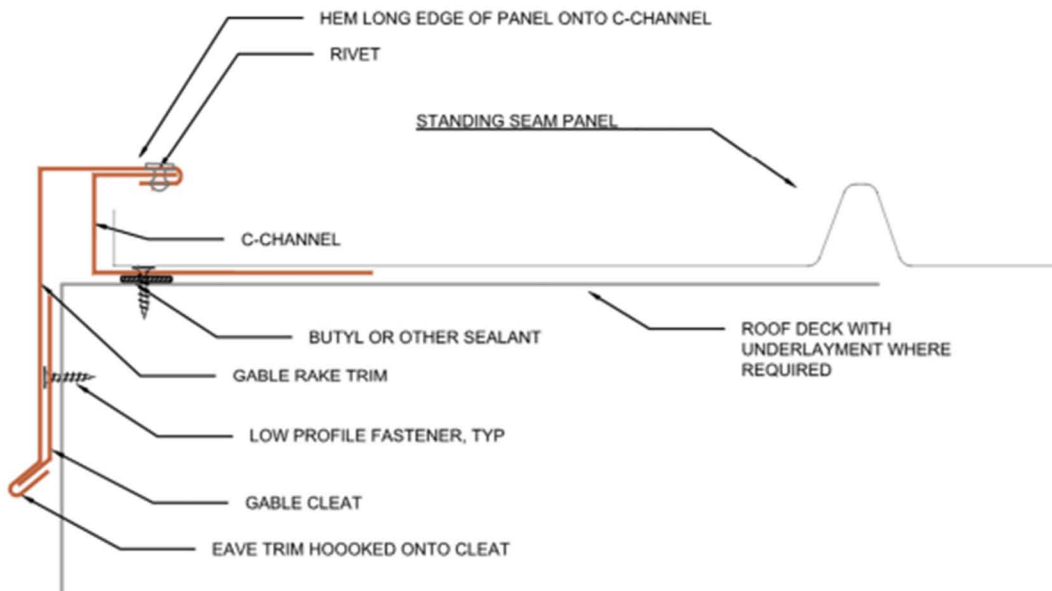 HEM LONG EDGE OF PANEL ONTO C-CHANNEL
RIVET
STANDING SEAM PANEL
C-CHANNEL
BUTYL OR OTHER SEALANT
ROOF DECK WITH
UNDERLAYMENT WHERE
REQUIRED
GABLE RAKE TRIM
LOW PROFILE FASTENER, TYP
GABLE CLEAT
EAVE TRIM HOOOKED ONTO CLEAT